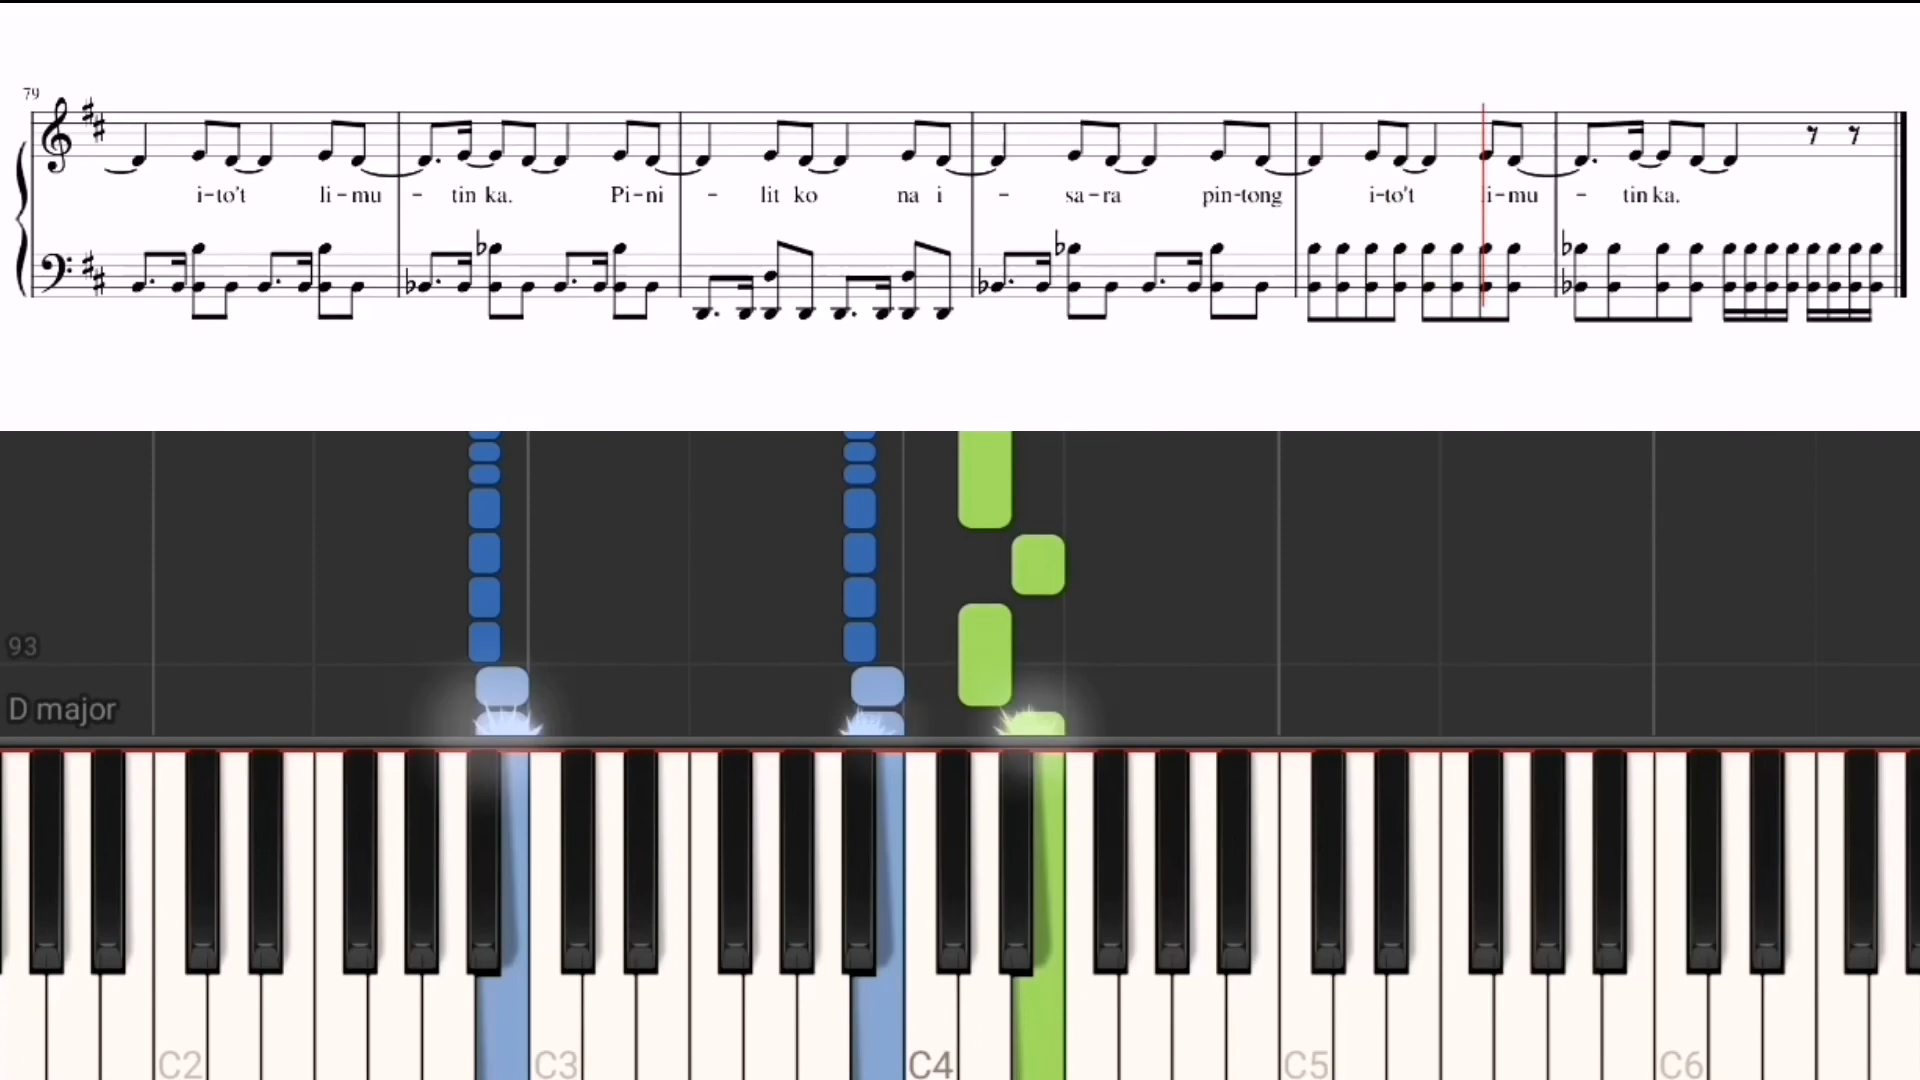 79
i-to't li-mu - tin ka. Pi-ni - lit ko na i - sa-ra pin-tong i-to't li-mu - tin ka.
93
D major
C2 C3 C4 C5 C6